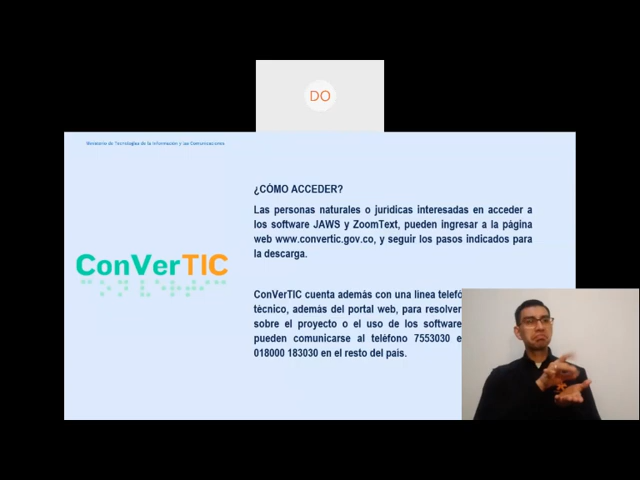 DO
Ministerio de Tecnologías de la Información y las Comunicaciones
¿CÓMO ACCEDER?
Las personas naturales o jurídicas interesadas en acceder a
los software JAWS y ZoomText, pueden ingresar a la página
web www.convertic.gov.co, y seguir los pasos indicados para
la descarga.
ConVerTIC
ConVerTIC cuenta además con una línea
técnico, además del portal web, para resolver
sobre el proyecto o el uso de los software
pueden comunicarse al teléfono 7553030
018000 183030 en el resto del país.